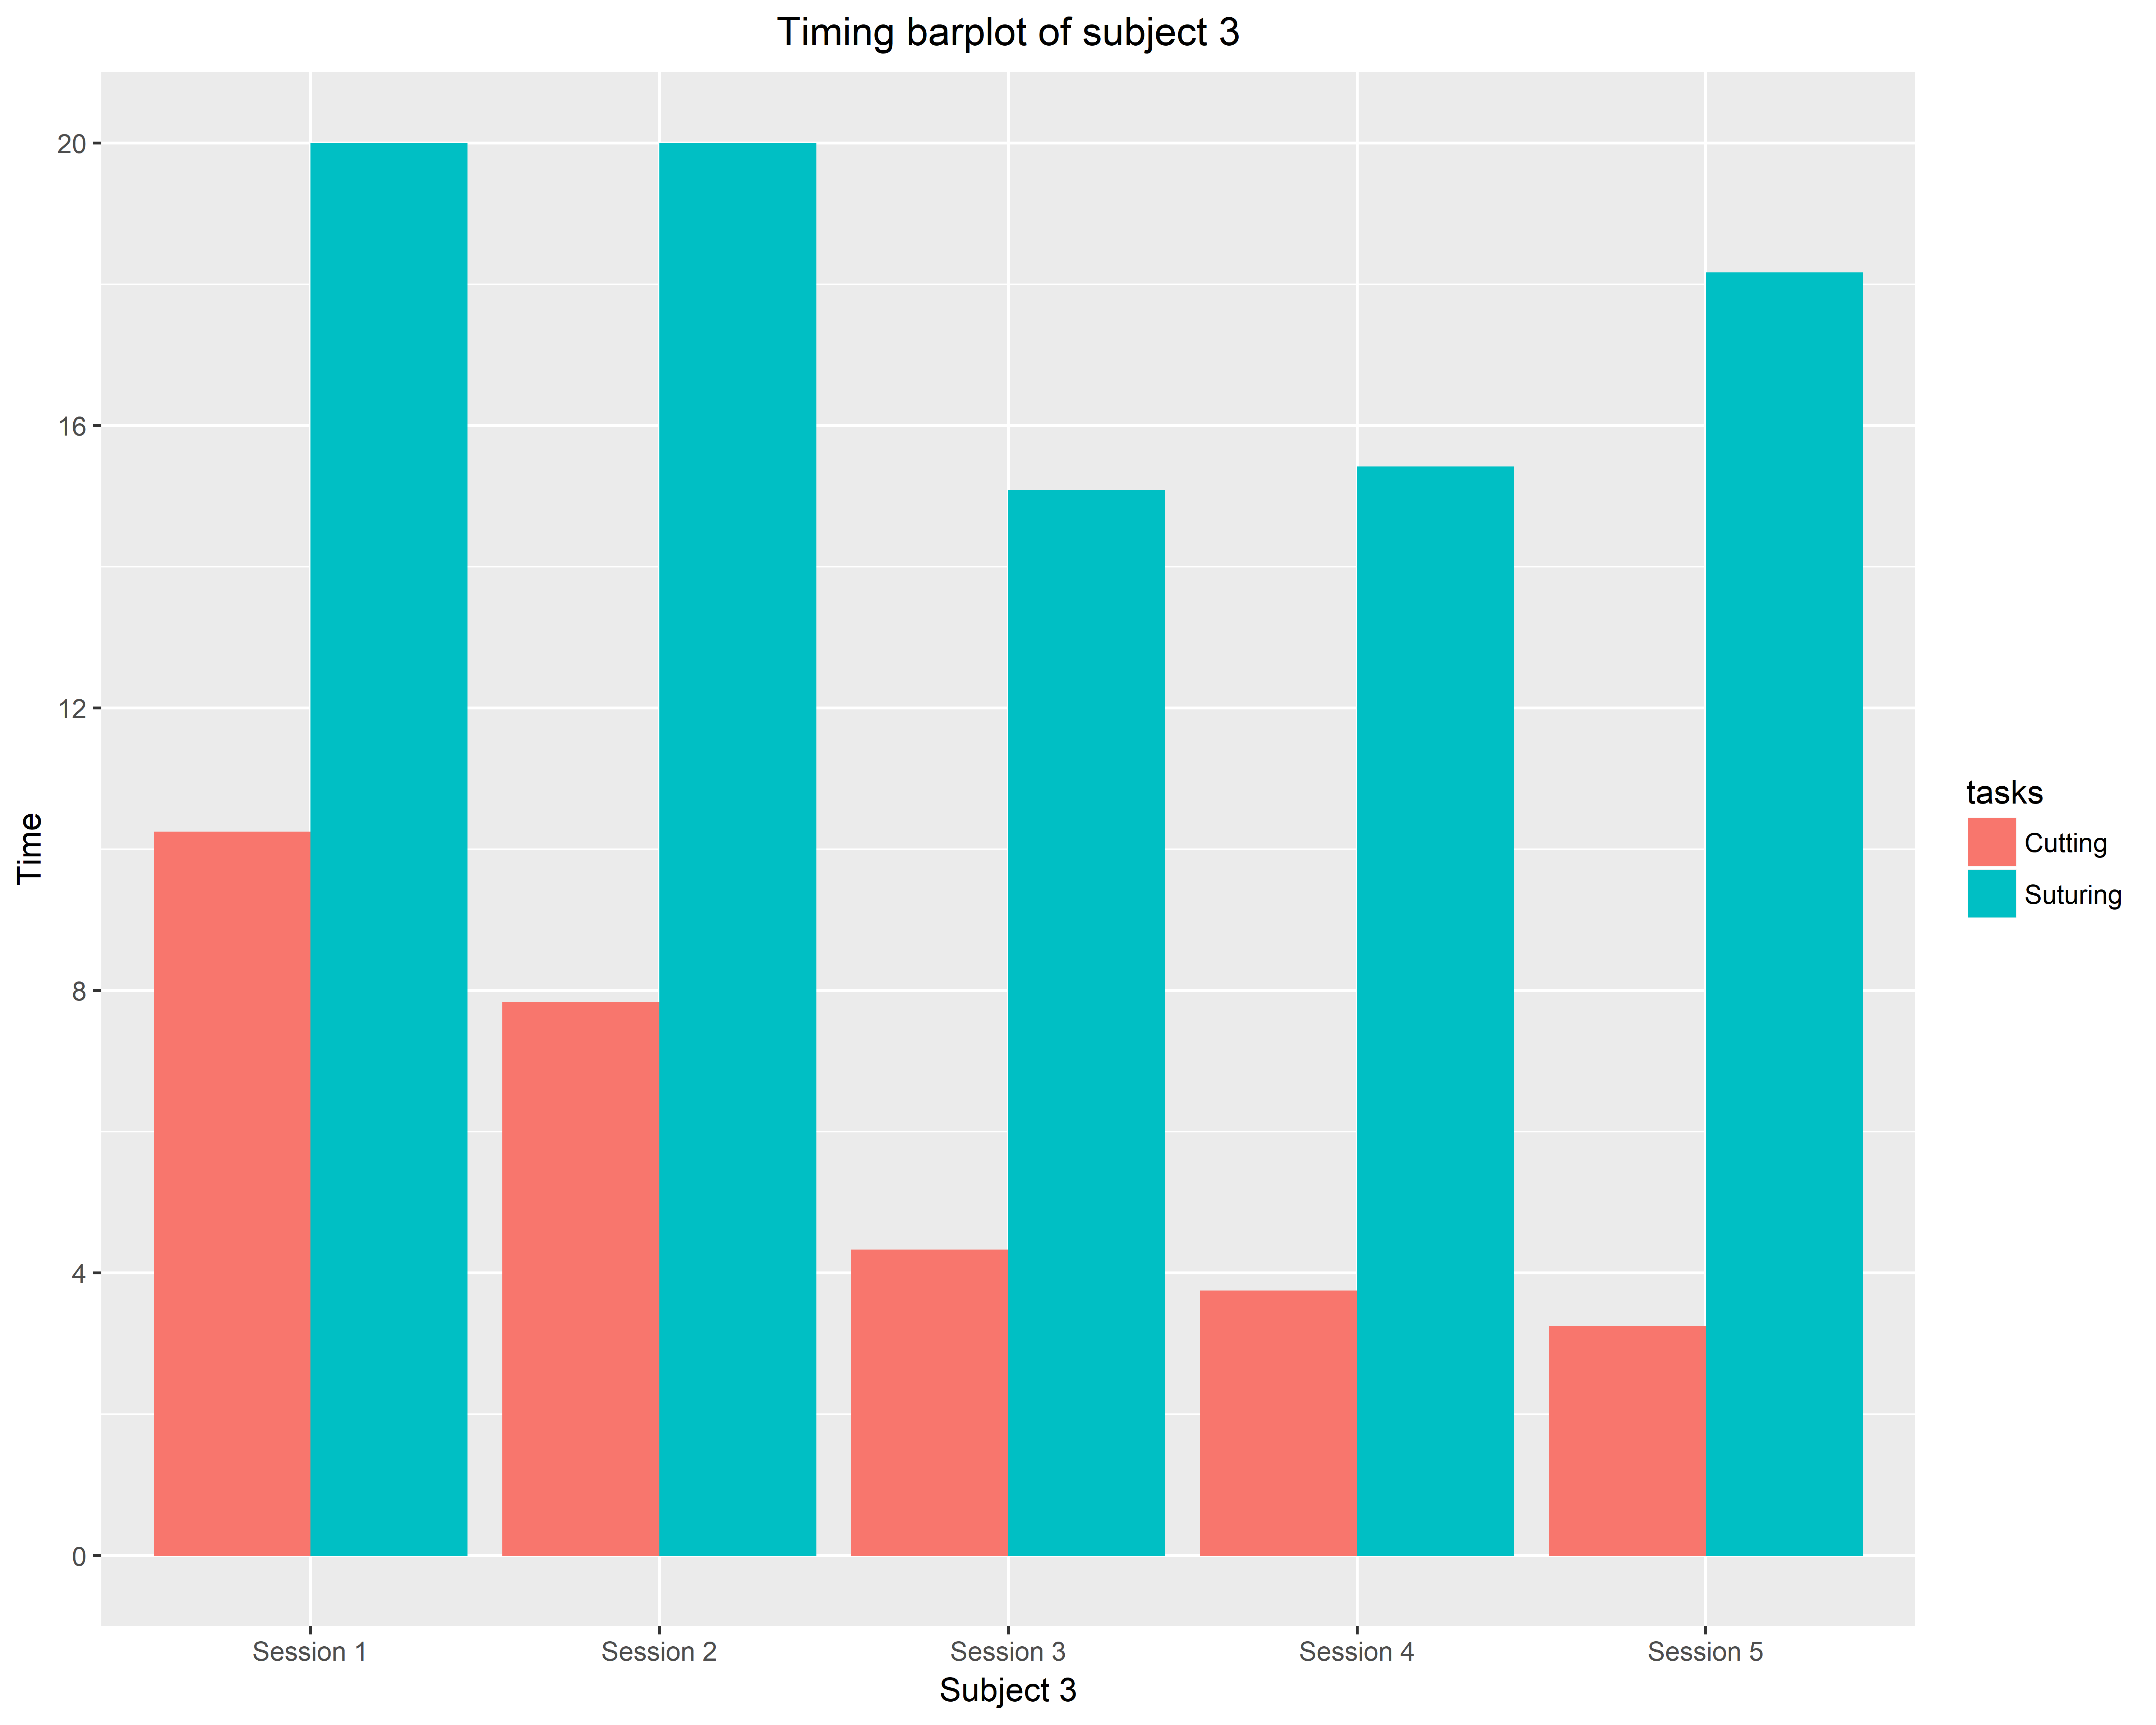 Timing barplot of subject 3
20
16
12
8
4
0
Time
Session 1
Session 2
Session 3
Session 4
Session 5
Subject 3
tasks
Cutting
Suturing